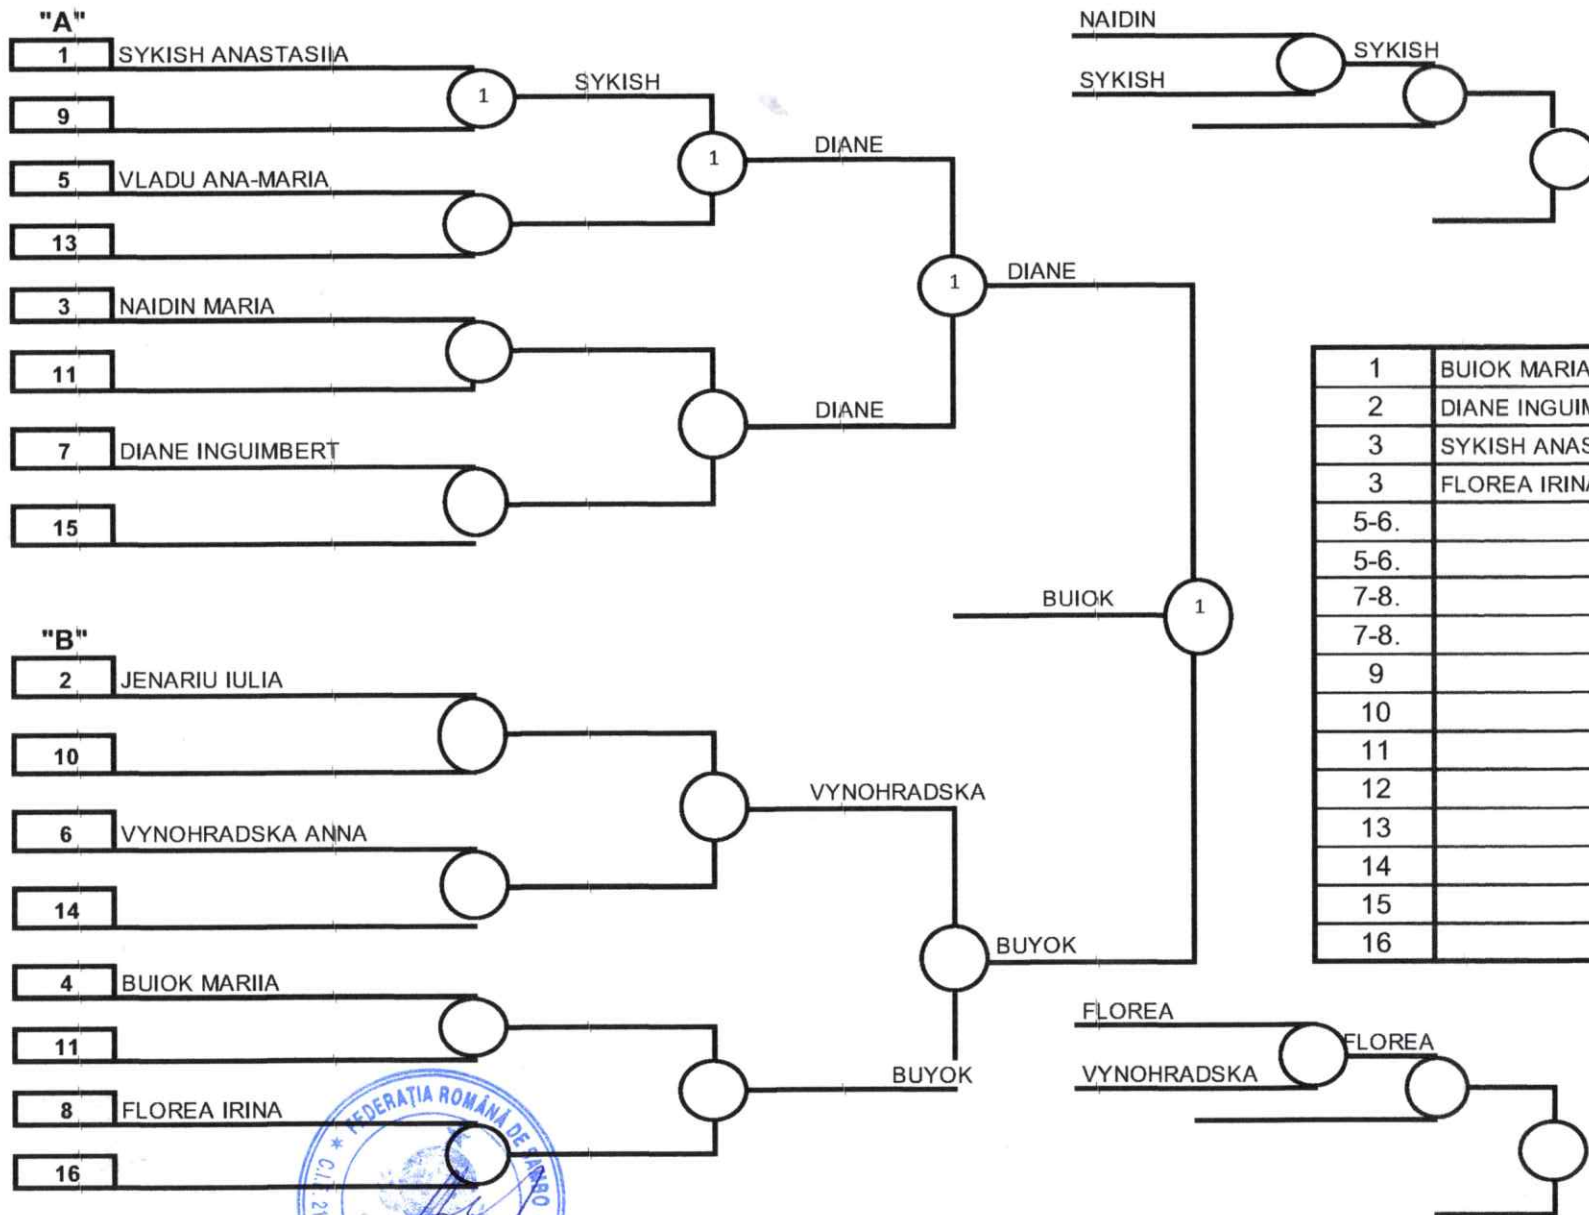 "A"
1 SYKISH ANASTASIIA
9
5 VLADU ANA-MARIA
13
3 NAIDIN MARIA
11
7 DIANE INGUIMBERT
15
1
SYKISH
1
DIANE
DIANE
1
DIANE
BUIOK
1
"B"
2 JENARIU IULIA
10
6 VYNOHRADSKA ANNA
14
4 BUIOK MARIIA
11
8 FLOREA IRINA
16
VYNOHRADSKA
BUYOK
BUYOK
NAIDIN
SYKISH
SYKISH
1 BUIOK MARIA
2 DIANE INGUIM
3 SYKISH ANAS
3 FLOREA IRINA
5-6.
5-6.
7-8.
7-8.
9
10
11
12
13
14
15
16
FLOREA
VYNOHRADSKA
FLOREA
FEDERAȚIA ROMÂNĂ DE SAMBO